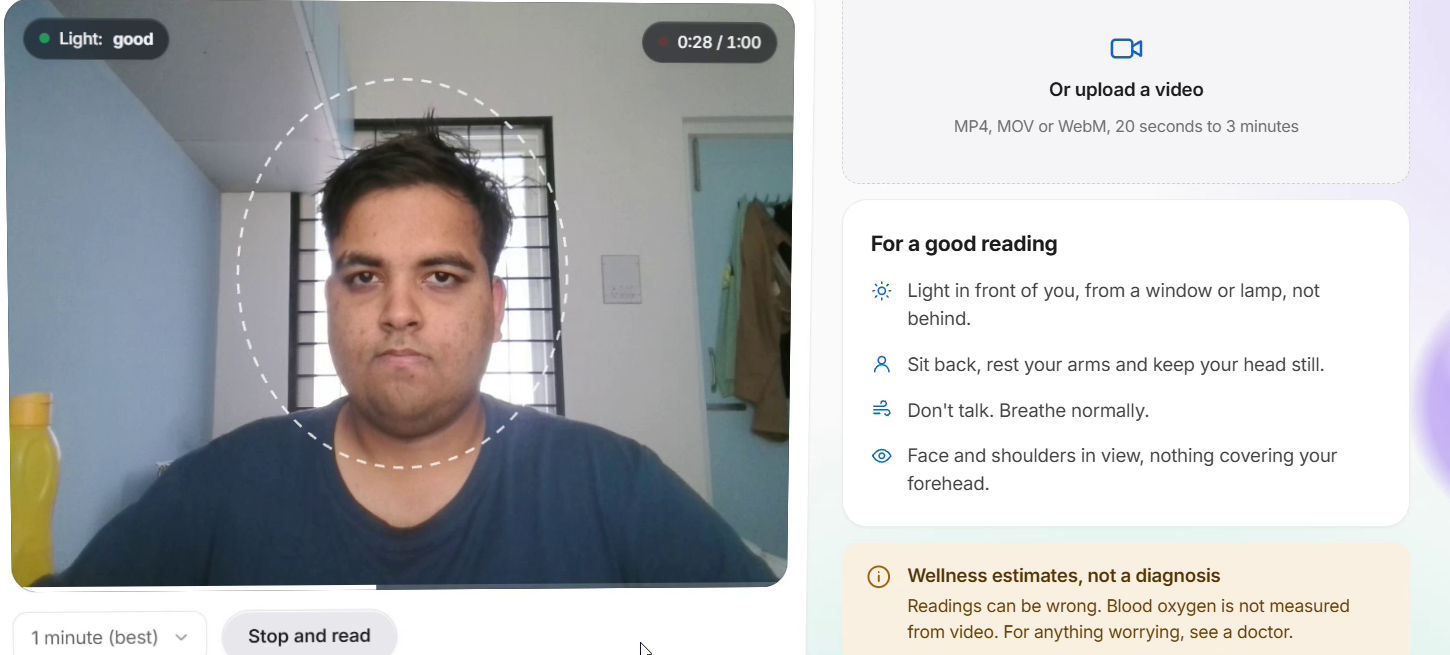 Light: good
0:28 / 1:00
1 minute (best)
Stop and read
Or upload a video
MP4, MOV or WebM, 20 seconds to 3 minutes
For a good reading
Light in front of you, from a window or lamp, not
behind.
Sit back, rest your arms and keep your head still.
Don't talk. Breathe normally.
Face and shoulders in view, nothing covering your
forehead.
Wellness estimates, not a diagnosis
Readings can be wrong. Blood oxygen is not measured
from video. For anything worrying, see a doctor.